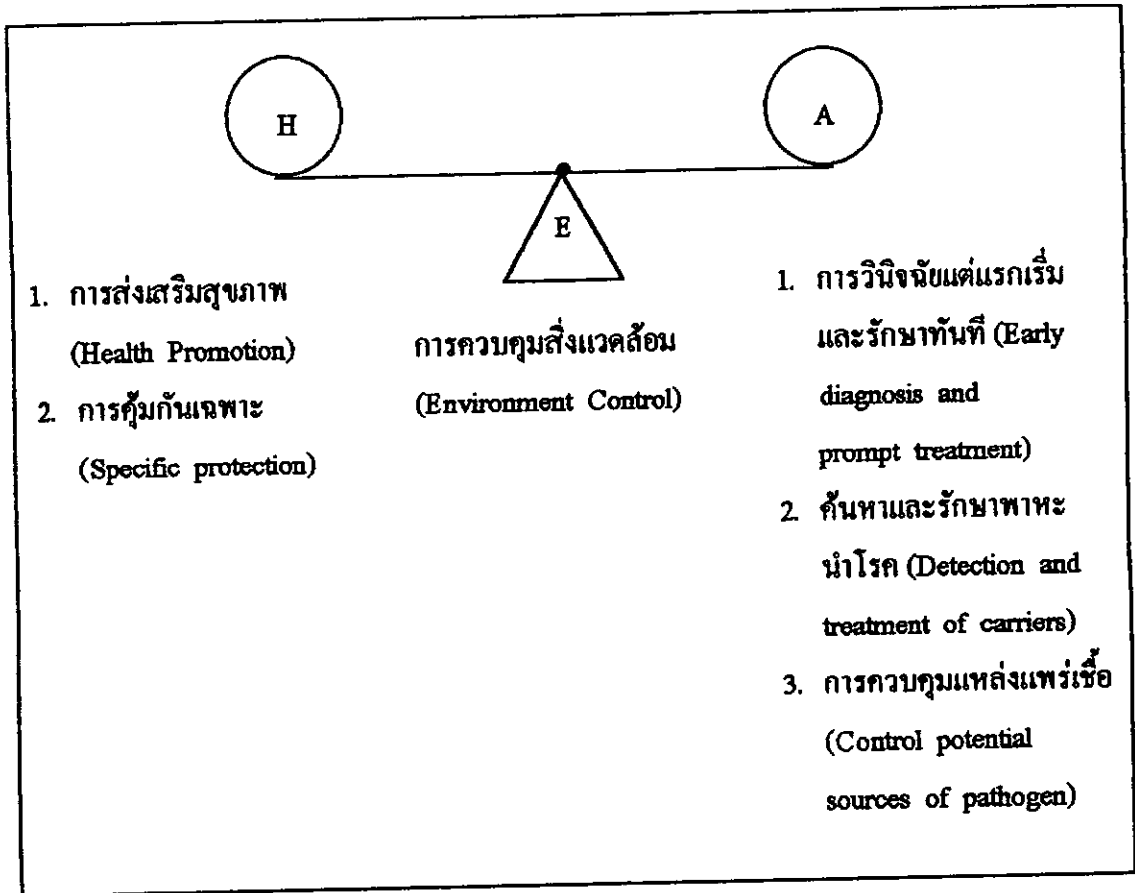 H
A
E
1. การส่งเสริมสุขภาพ
(Health Promotion)
2. การคุ้มกันเฉพาะ
(Specific protection)
การควบคุมสิ่งแวดล้อม
(Environment Control)
1. การวินิจฉัยแต่แรกเริ่ม
และรักษาทันที (Early
diagnosis and
prompt treatment)
2. ค้นหาและรักษาพาหะ
นำโรค (Detection and
treatment of carriers)
3. การควบคุมแหล่งแพร่เชื้อ
(Control potential
sources of pathogen)